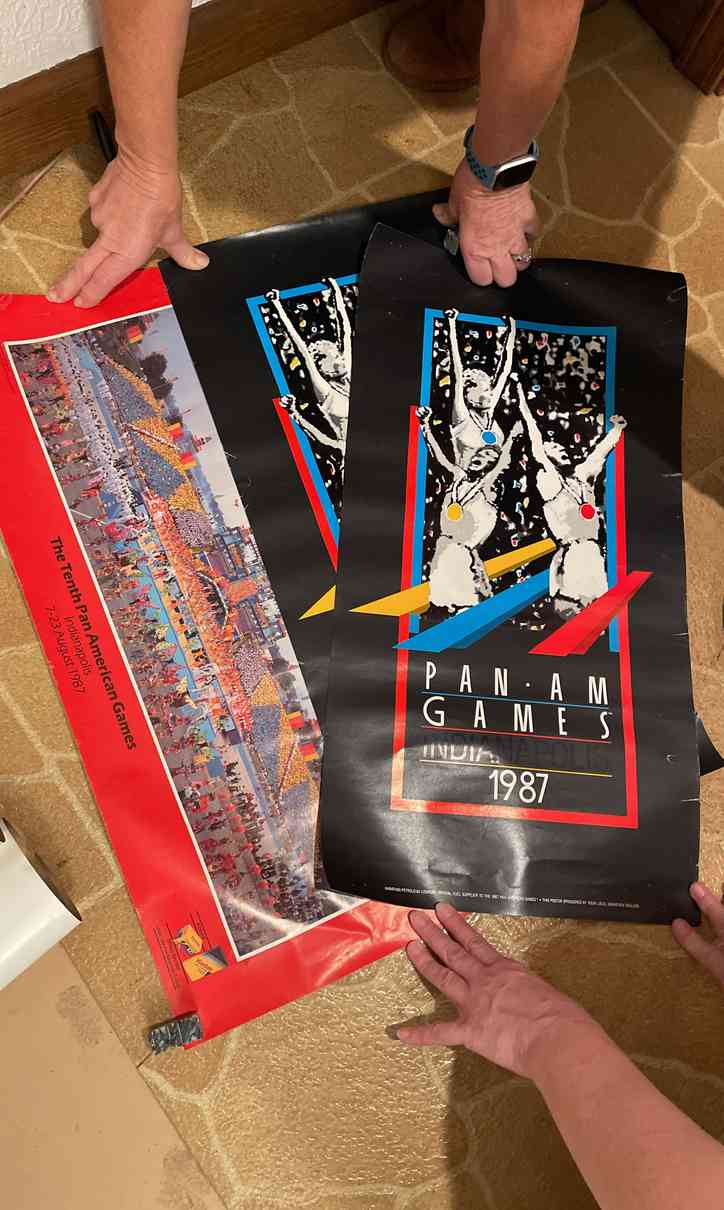 The Tenth Pan American Games
Indianapolis
7-23 August 1987
PAN·AM
GAMES
INDIANAPOLIS
1987